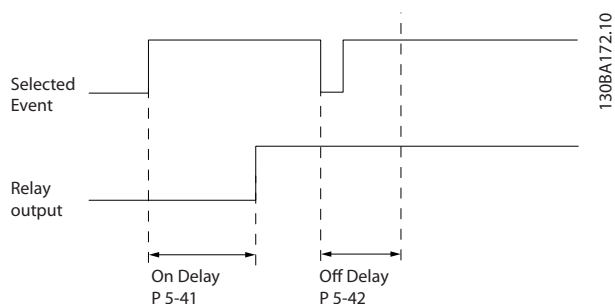 Selected
Event
Relay
output
On Delay
P 5-41
Off Delay
P 5-42
130BA172.10